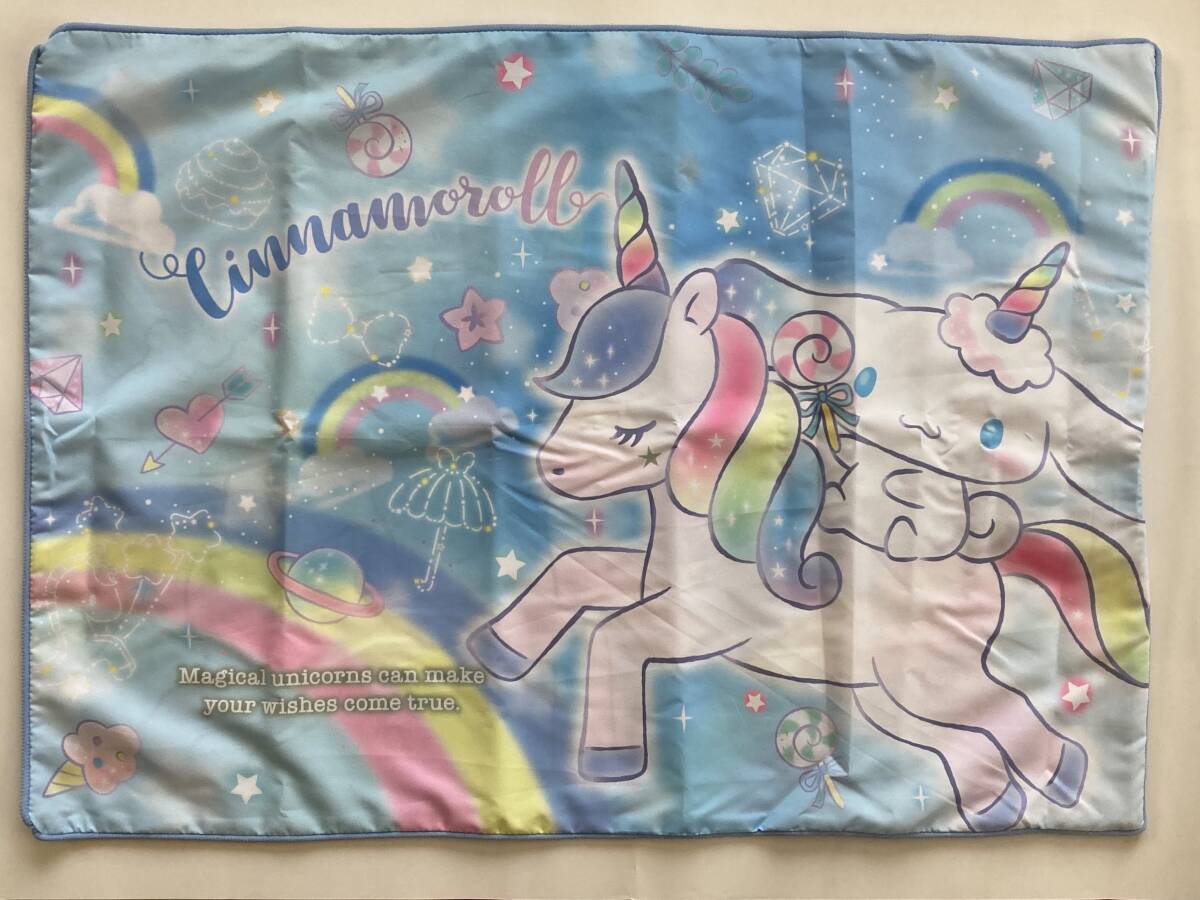 Cinnamoroll
Magical unicorns can make
your wishes come true.